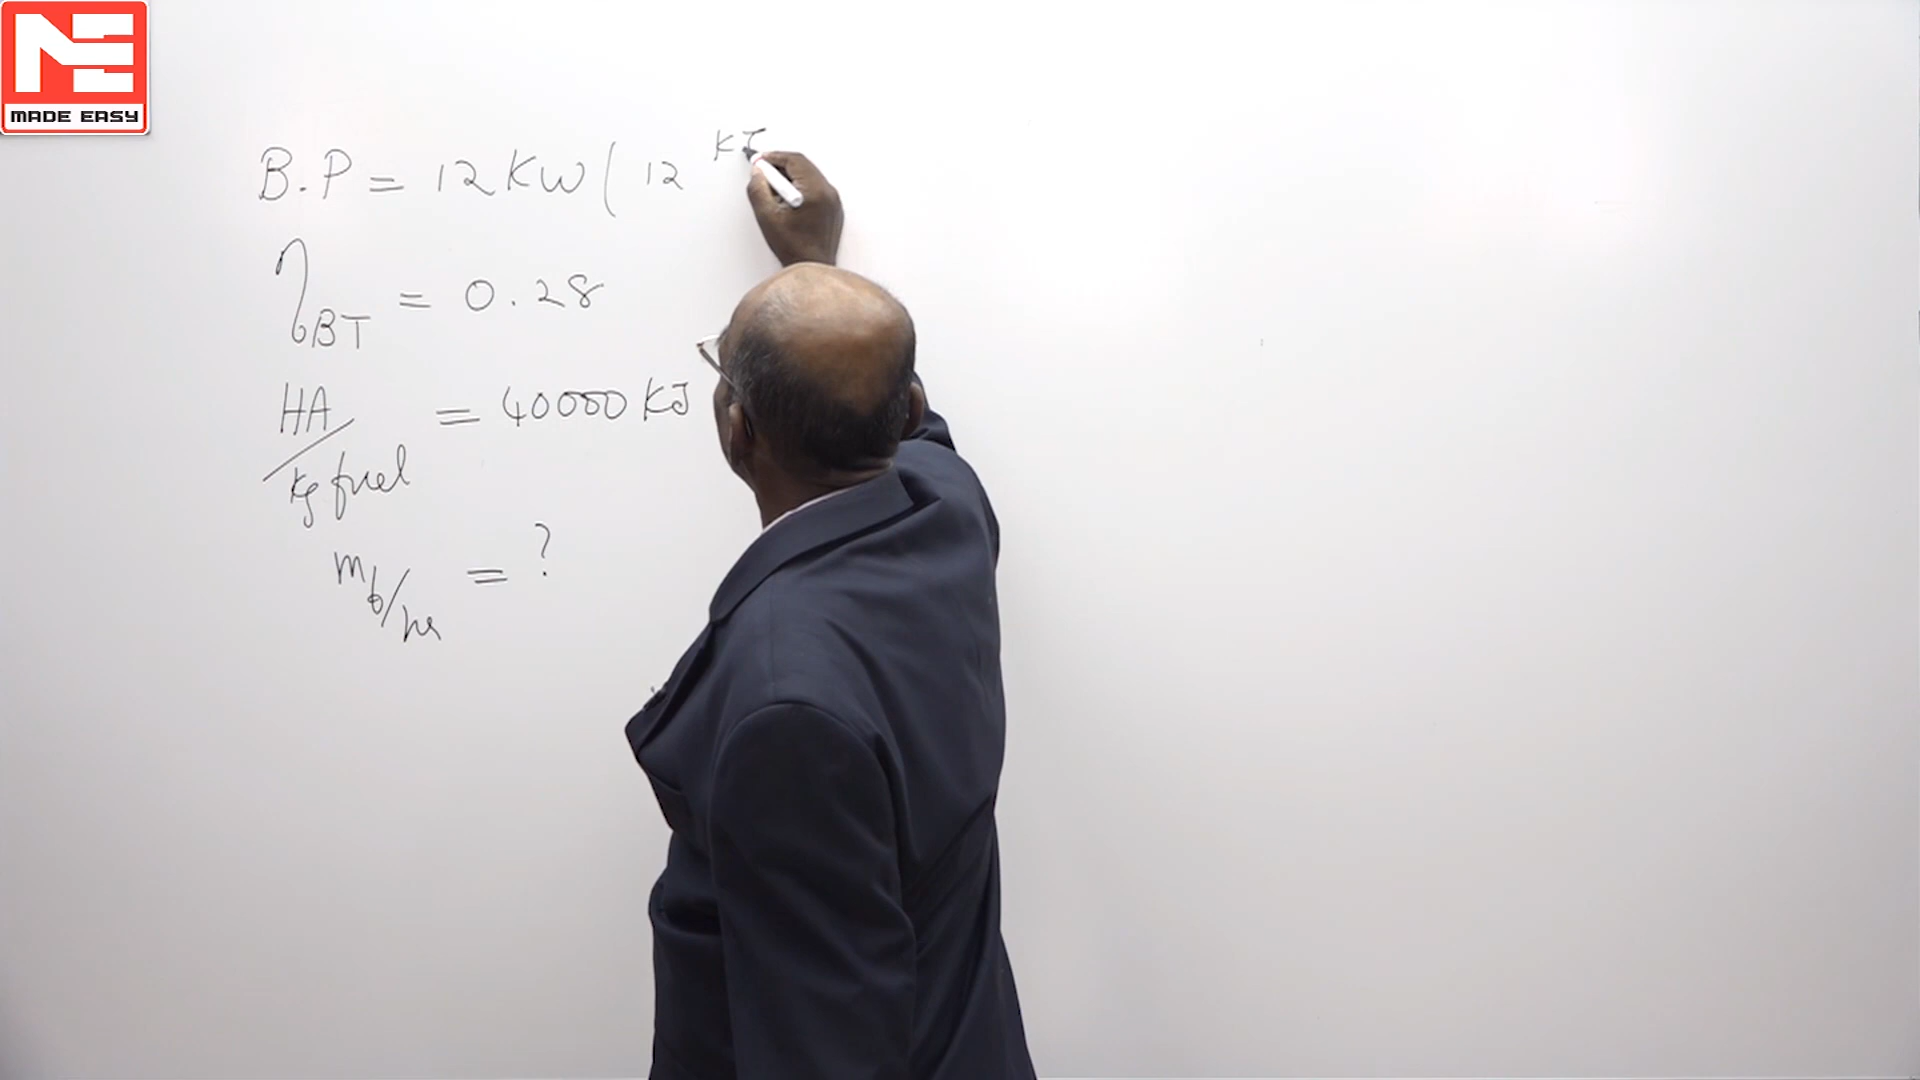 MADE EASY
B.P = 12 KW ( 12 KJ
η BT = 0.28
HA / kg fuel = 40000 KJ
m f / hr = ?